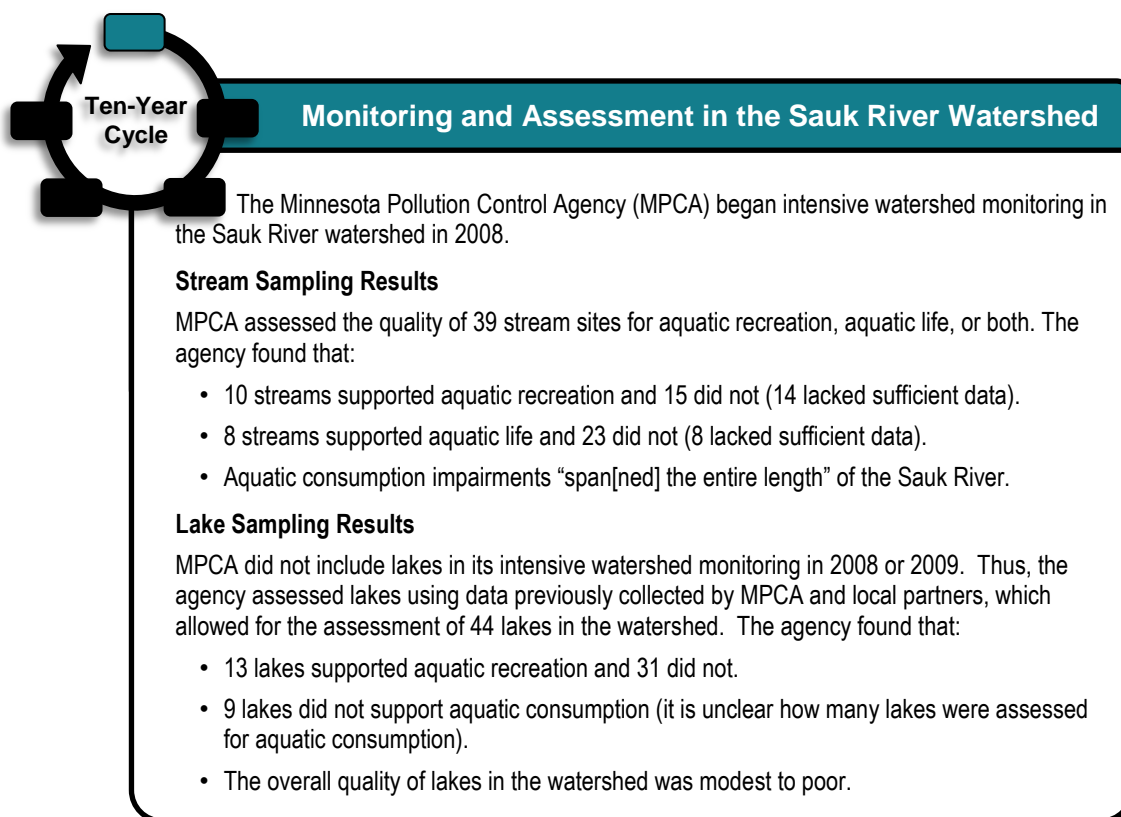 Ten-Year
Cycle
Monitoring and Assessment in the Sauk River Watershed
The Minnesota Pollution Control Agency (MPCA) began intensive watershed monitoring in
the Sauk River watershed in 2008.
Stream Sampling Results
MPCA assessed the quality of 39 stream sites for aquatic recreation, aquatic life, or both. The
agency found that:
• 10 streams supported aquatic recreation and 15 did not (14 lacked sufficient data).
• 8 streams supported aquatic life and 23 did not (8 lacked sufficient data).
• Aquatic consumption impairments “span[ned] the entire length” of the Sauk River.
Lake Sampling Results
MPCA did not include lakes in its intensive watershed monitoring in 2008 or 2009.  Thus, the
agency assessed lakes using data previously collected by MPCA and local partners, which
allowed for the assessment of 44 lakes in the watershed.  The agency found that:
• 13 lakes supported aquatic recreation and 31 did not.
• 9 lakes did not support aquatic consumption (it is unclear how many lakes were assessed
for aquatic consumption).
• The overall quality of lakes in the watershed was modest to poor.